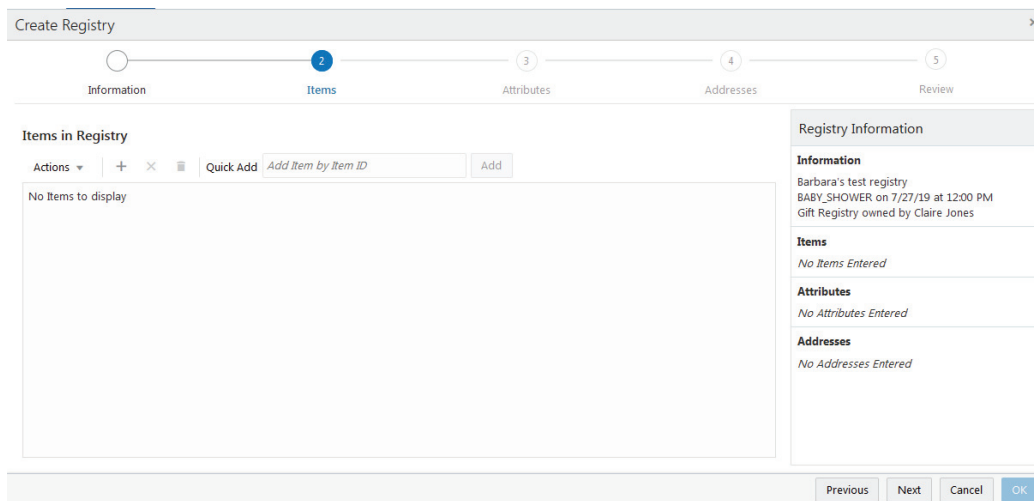 Create Registry
2 3 4 5
Information Items Attributes Addresses Review
Items in Registry
Actions Quick Add Add Item by Item ID Add
No Items to display
Registry Information
Information
Barbara's test registry
BABY_SHOWER on 7/27/19 at 12:00 PM
Gift Registry owned by Claire Jones
Items
No Items Entered
Attributes
No Attributes Entered
Addresses
No Addresses Entered
Previous Next Cancel OK